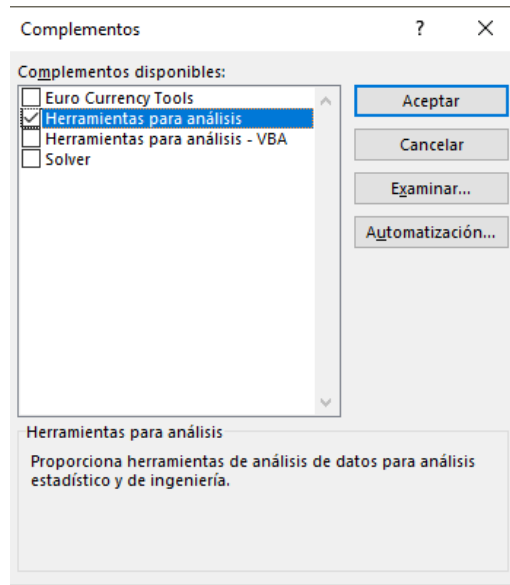 Complementos ?
Complementos disponibles:
Euro Currency Tools
Herramientas para análisis
Herramientas para análisis - VBA
Solver
Aceptar
Cancelar
Examinar...
Automatización...
Herramientas para análisis
Proporciona herramientas de análisis de datos para análisis
estadístico y de ingeniería.